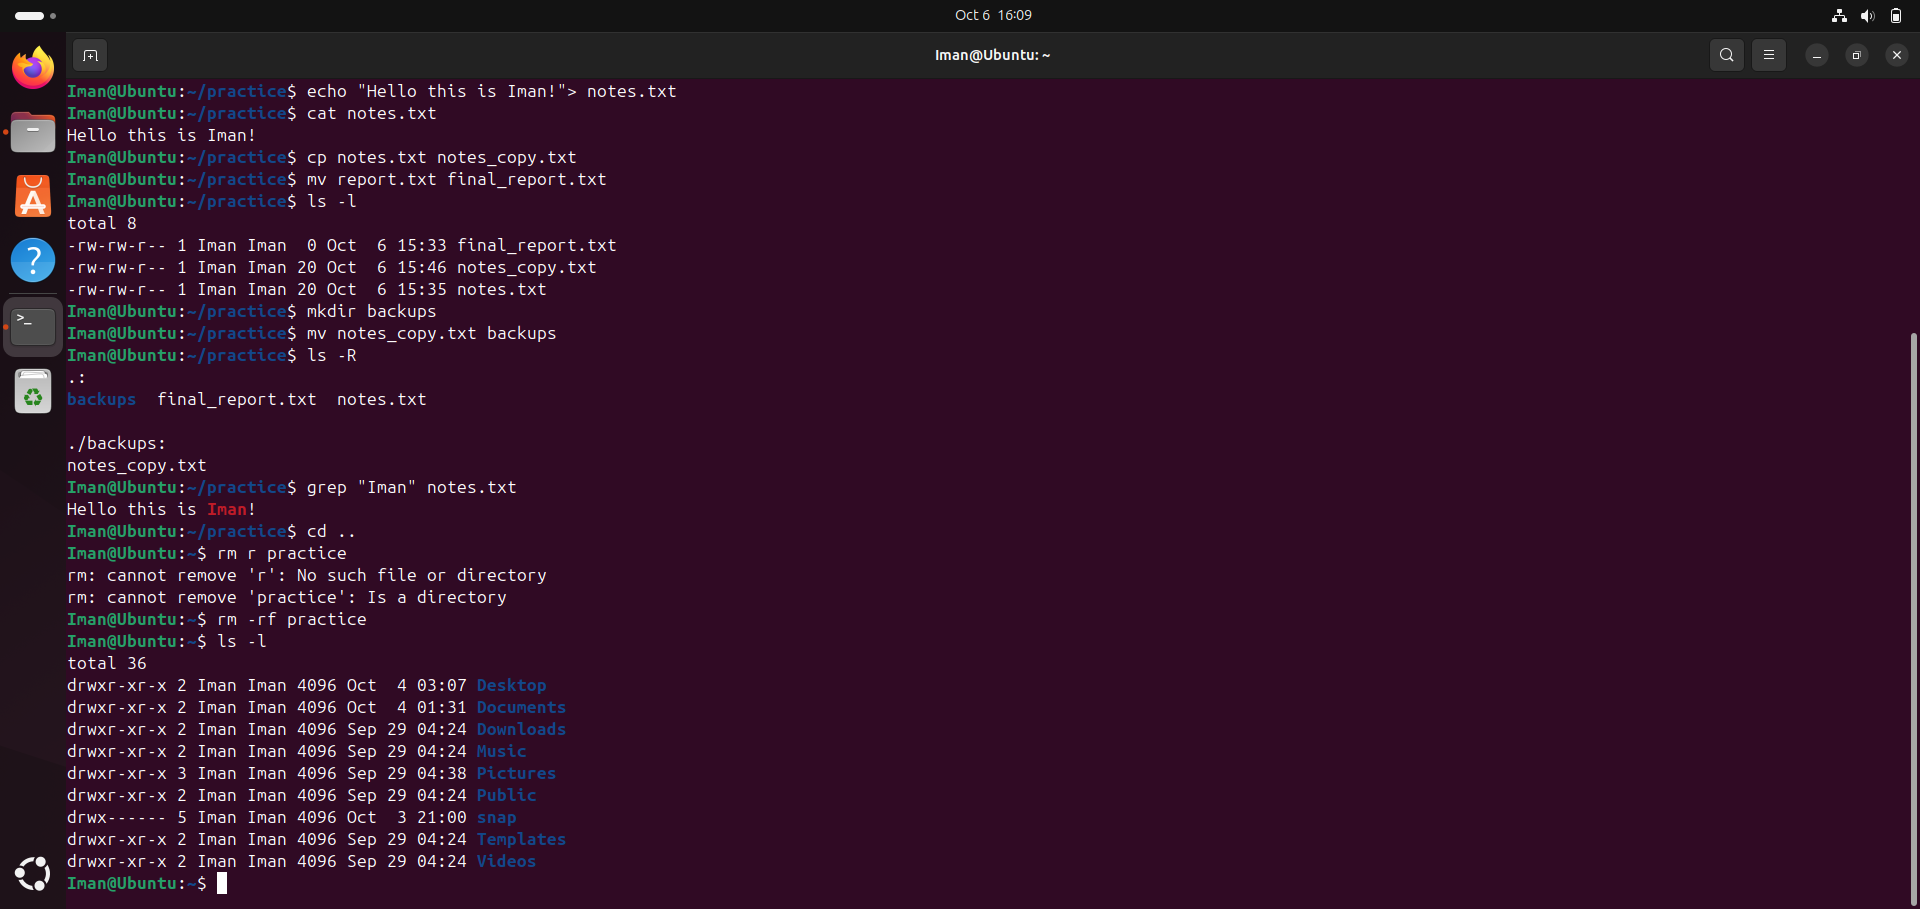 Oct 6 16:09
Iman@Ubuntu: ~
Iman@Ubuntu:~/practice$ echo "Hello this is Iman!"> notes.txt
Iman@Ubuntu:~/practice$ cat notes.txt
Hello this is Iman!
Iman@Ubuntu:~/practice$ cp notes.txt notes_copy.txt
Iman@Ubuntu:~/practice$ mv report.txt final_report.txt
Iman@Ubuntu:~/practice$ ls -l
total 8
-rw-rw-r-- 1 Iman Iman  0 Oct  6 15:33 final_report.txt
-rw-rw-r-- 1 Iman Iman 20 Oct  6 15:46 notes_copy.txt
-rw-rw-r-- 1 Iman Iman 20 Oct  6 15:35 notes.txt
Iman@Ubuntu:~/practice$ mkdir backups
Iman@Ubuntu:~/practice$ mv notes_copy.txt backups
Iman@Ubuntu:~/practice$ ls -R
.:
backups  final_report.txt  notes.txt
./backups:
notes_copy.txt
Iman@Ubuntu:~/practice$ grep "Iman" notes.txt
Hello this is Iman!
Iman@Ubuntu:~/practice$ cd ..
Iman@Ubuntu:~$ rm r practice
rm: cannot remove 'r': No such file or directory
rm: cannot remove 'practice': Is a directory
Iman@Ubuntu:~$ rm -rf practice
Iman@Ubuntu:~$ ls -l
total 36
drwxr-xr-x 2 Iman Iman 4096 Oct  4 03:07 Desktop
drwxr-xr-x 2 Iman Iman 4096 Oct  4 01:31 Documents
drwxr-xr-x 2 Iman Iman 4096 Sep 29 04:24 Downloads
drwxr-xr-x 2 Iman Iman 4096 Sep 29 04:24 Music
drwxr-xr-x 3 Iman Iman 4096 Sep 29 04:38 Pictures
drwxr-xr-x 2 Iman Iman 4096 Sep 29 04:24 Public
drwx------ 5 Iman Iman 4096 Oct  3 21:00 snap
drwxr-xr-x 2 Iman Iman 4096 Sep 29 04:24 Templates
drwxr-xr-x 2 Iman Iman 4096 Sep 29 04:24 Videos
Iman@Ubuntu:~$